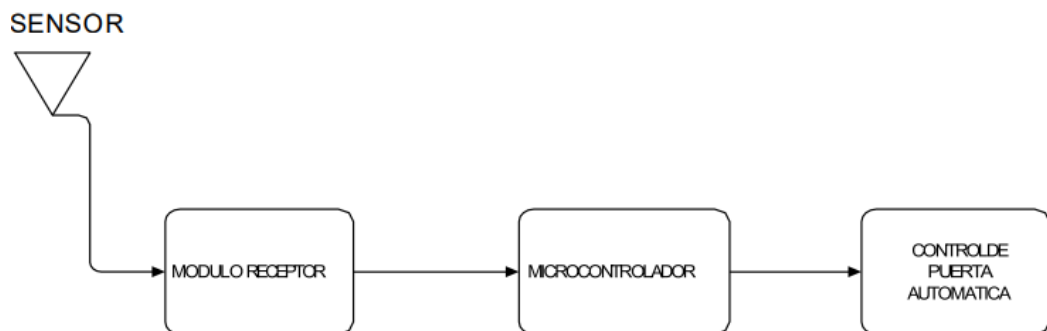 SENSOR
MODULO RECEPTOR
MICROCONTROLADOR
CONTROLDE
PUERTA
AUTOMATICA